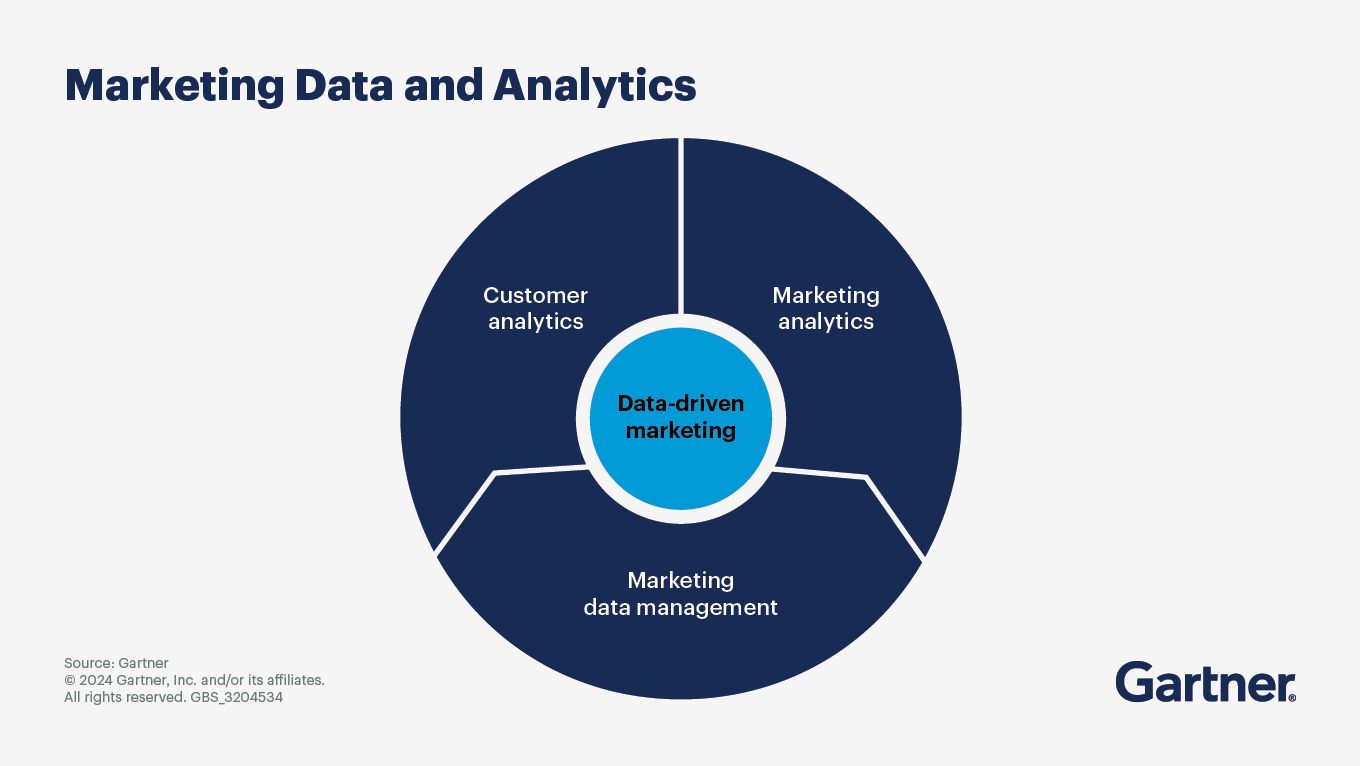 Marketing Data and Analytics
Customer
analytics
Marketing
analytics
Data-driven
marketing
Marketing
data management
Source: Gartner
© 2024 Gartner, Inc. and/or its affiliates.
All rights reserved. GBS_3204534
Gartner®